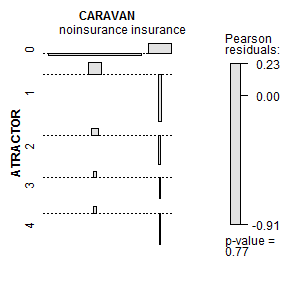 CARAVAN
noinsurance insurance
ATRACTOR
0
1
2
3
4
Pearson
residuals:
0.23
0.00
-0.91
p-value =
0.77